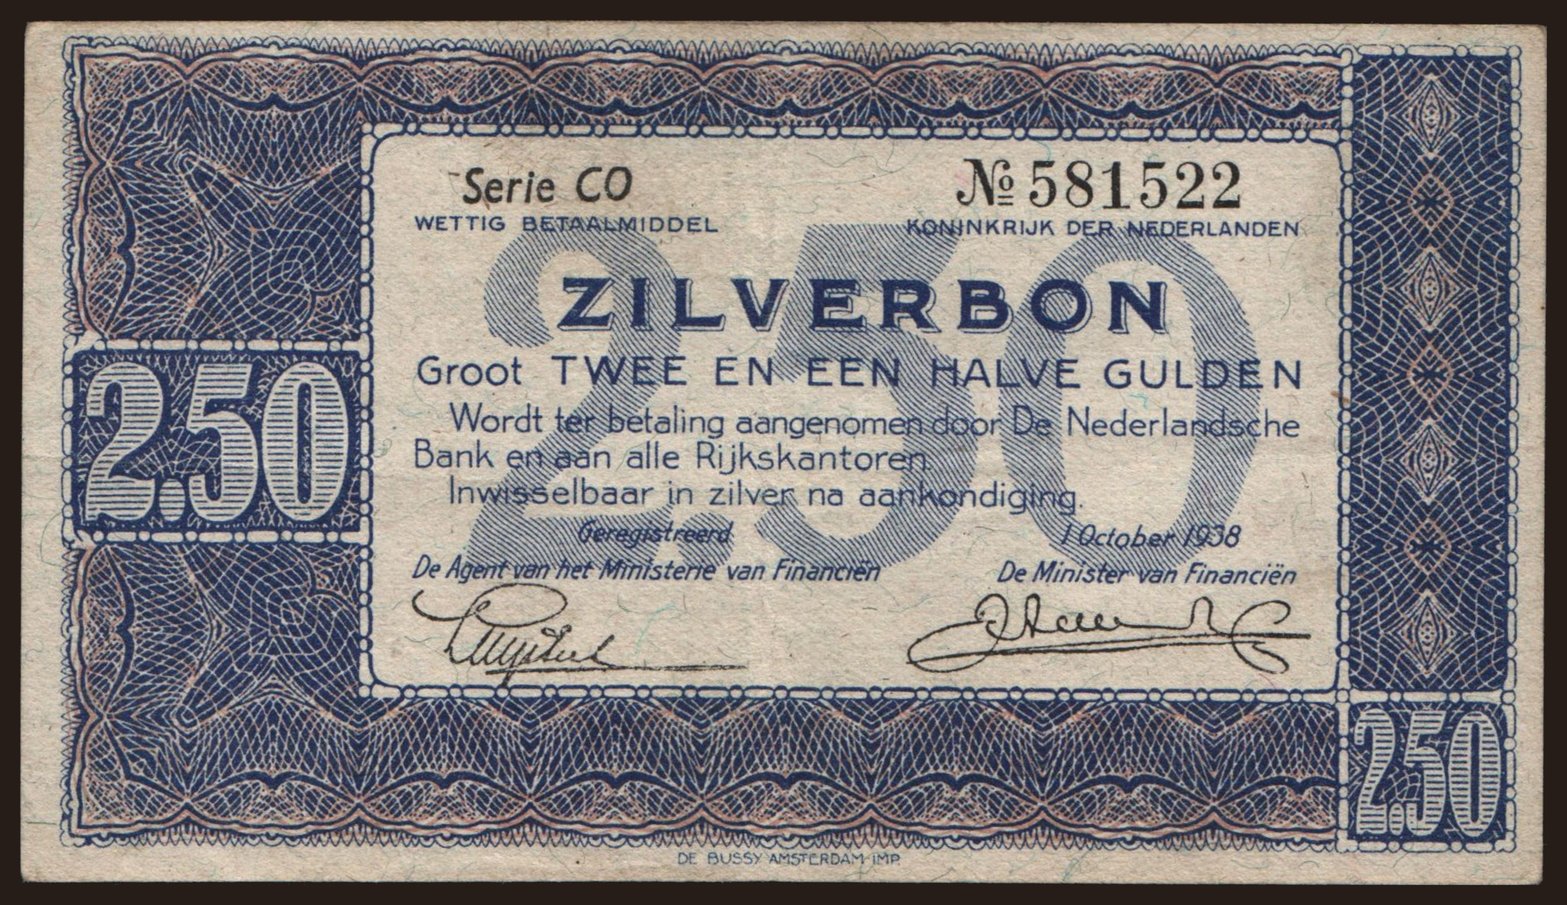 Serie CO № 581522
WETTIG BETAALMIDDEL KONINKRIJK DER NEDERLANDEN
ZILVERBON
Groot TWEE EN EEN HALVE GULDEN
2.50
Wordt ter betaling aangenomen door De Nederlandsche
Bank en aan alle Rijkskantoren.
Inwisselbaar in zilver na aankondiging.
Geregistreerd 1 October 1938
De Agent van het Ministerie van Financiën De Minister van Financiën
2.50
2.50
DE BUSSY AMSTERDAM IMP.